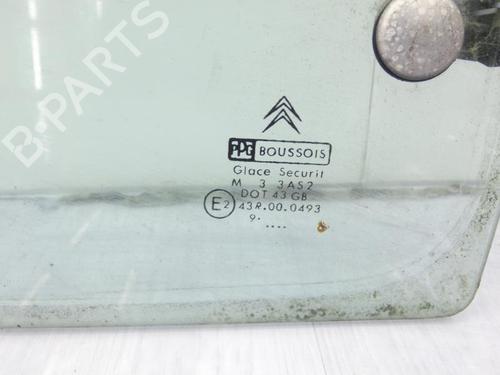 B-PARTS
PPG BOUSSOIS
Glace Securit
M 3 3AS2
DOT 43 GB
E2 43R.00.0493
9. ....